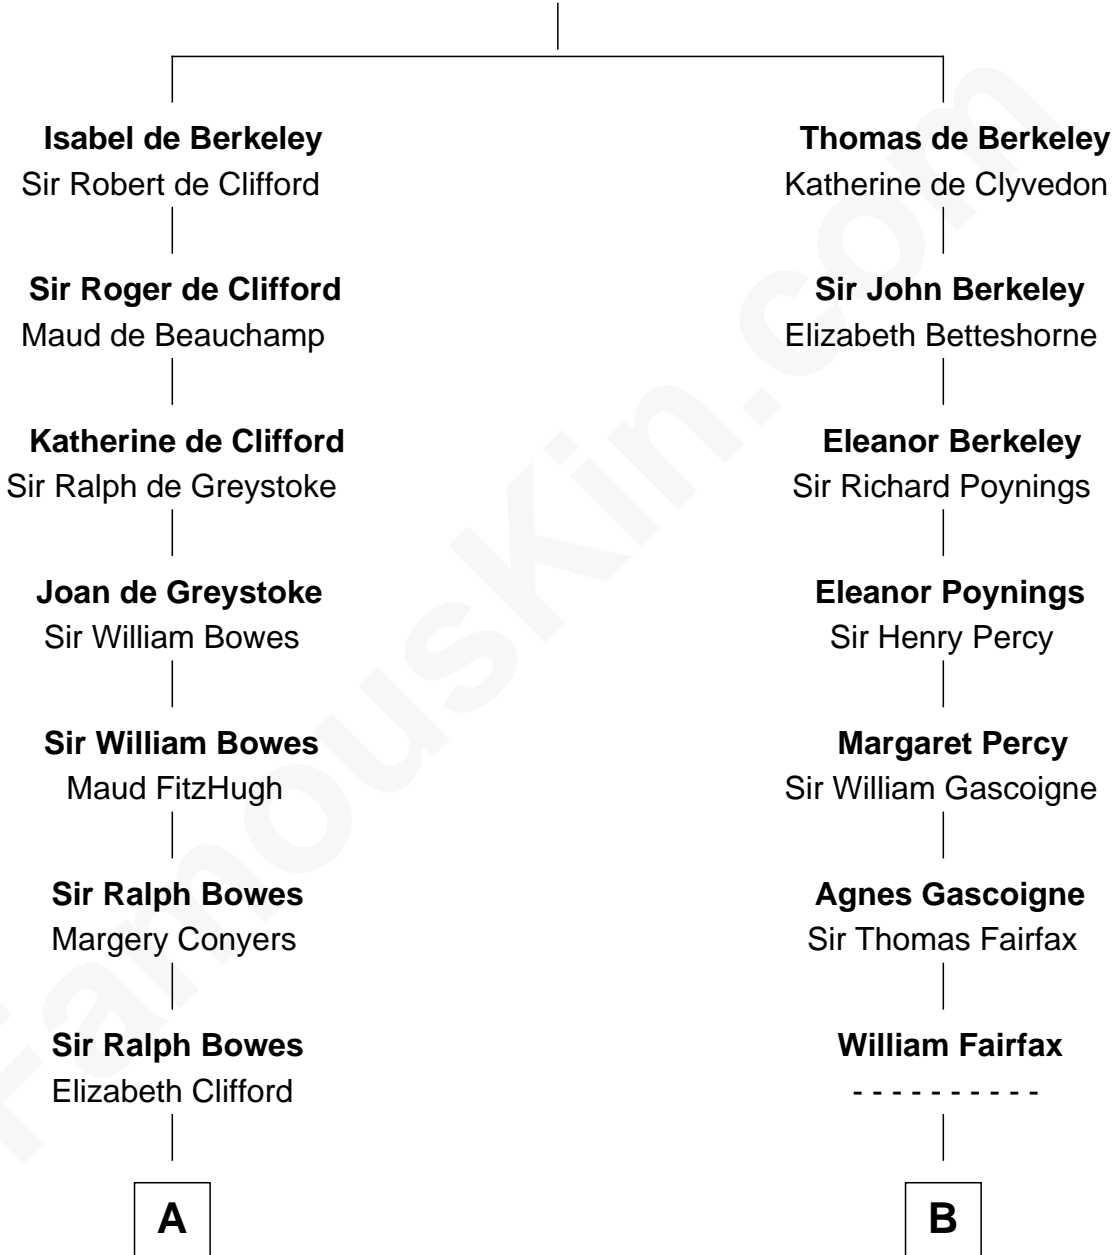 Isabel de Berkeley
Sir Robert de Clifford
Sir Roger de Clifford
Maud de Beauchamp
Katherine de Clifford
Sir Ralph de Greystoke
Joan de Greystoke
Sir William Bowes
Sir William Bowes
Maud FitzHugh
Sir Ralph Bowes
Margery Conyers
Sir Ralph Bowes
Elizabeth Clifford
A
Thomas de Berkeley
Katherine de Clyvedon
Sir John Berkeley
Elizabeth Betteshorne
Eleanor Berkeley
Sir Richard Poynings
Eleanor Poynings
Sir Henry Percy
Margaret Percy
Sir William Gascoigne
Agnes Gascoigne
Sir Thomas Fairfax
William Fairfax
- - - - - - - - - -
B
FamousKin.com